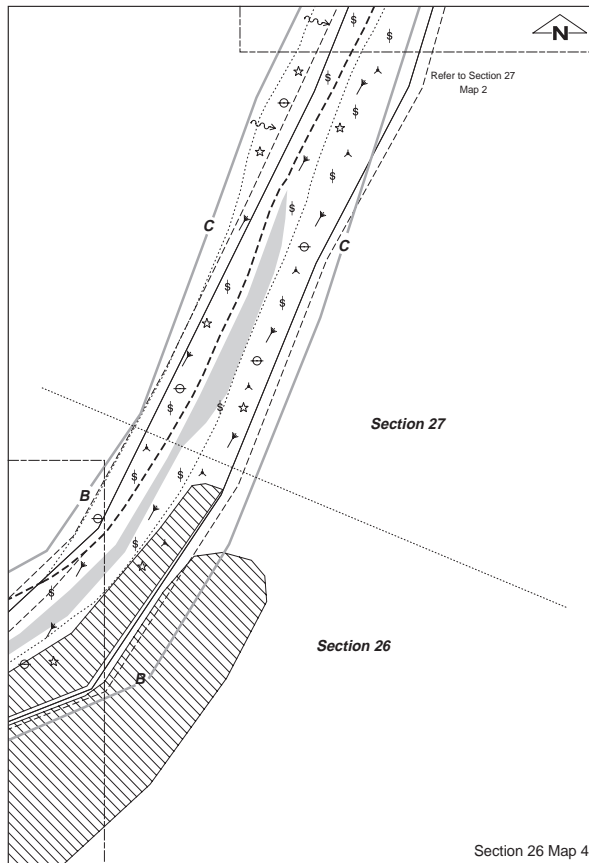 N
Refer to Section 27
Map 2
C
C
Section 27
B
Section 26
B
Section 26 Map 4